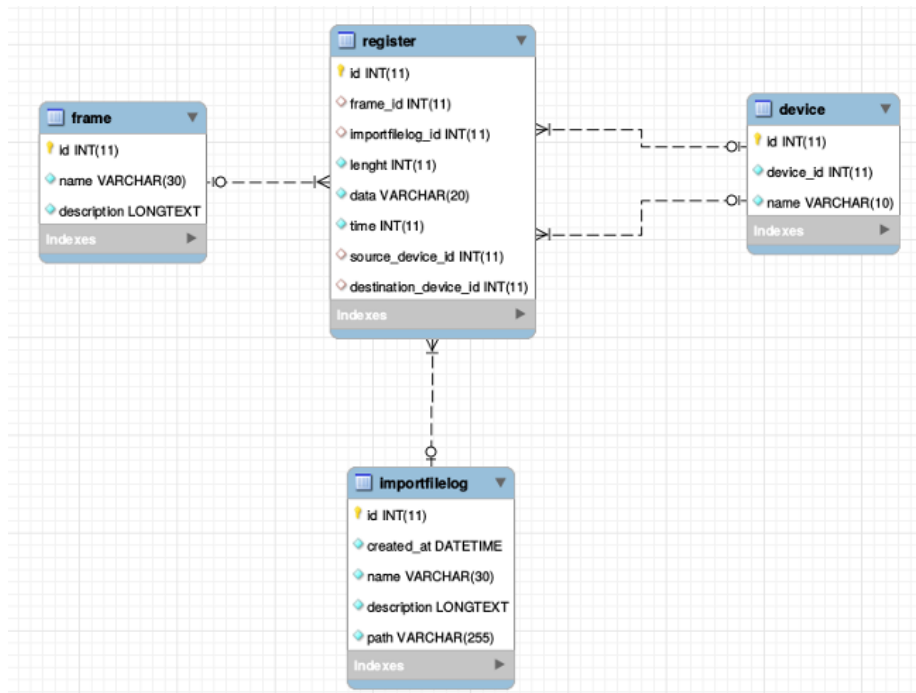 register
id INT(11)
frame_id INT(11)
importfilelog_id INT(11)
lenght INT(11)
data VARCHAR(20)
time INT(11)
source_device_id INT(11)
destination_device_id INT(11)
Indexes
frame
id INT(11)
name VARCHAR(30)
description LONGTEXT
Indexes
device
id INT(11)
device_id INT(11)
name VARCHAR(10)
Indexes
importfilelog
id INT(11)
created_at DATETIME
name VARCHAR(30)
description LONGTEXT
path VARCHAR(255)
Indexes